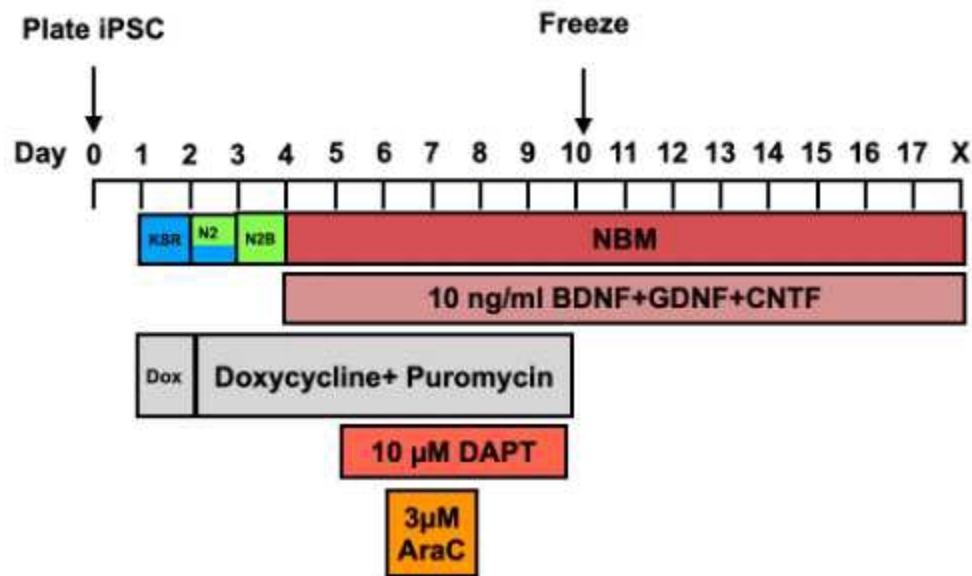 Plate iPSC
Freeze
Day 0 1 2 3 4 5 6 7 8 9 10 11 12 13 14 15 16 17 X
KSR N2 N2B NBM
10 ng/ml BDNF+GDNF+CNTF
Dox Doxycycline+ Puromycin
10 µM DAPT
3µM
AraC